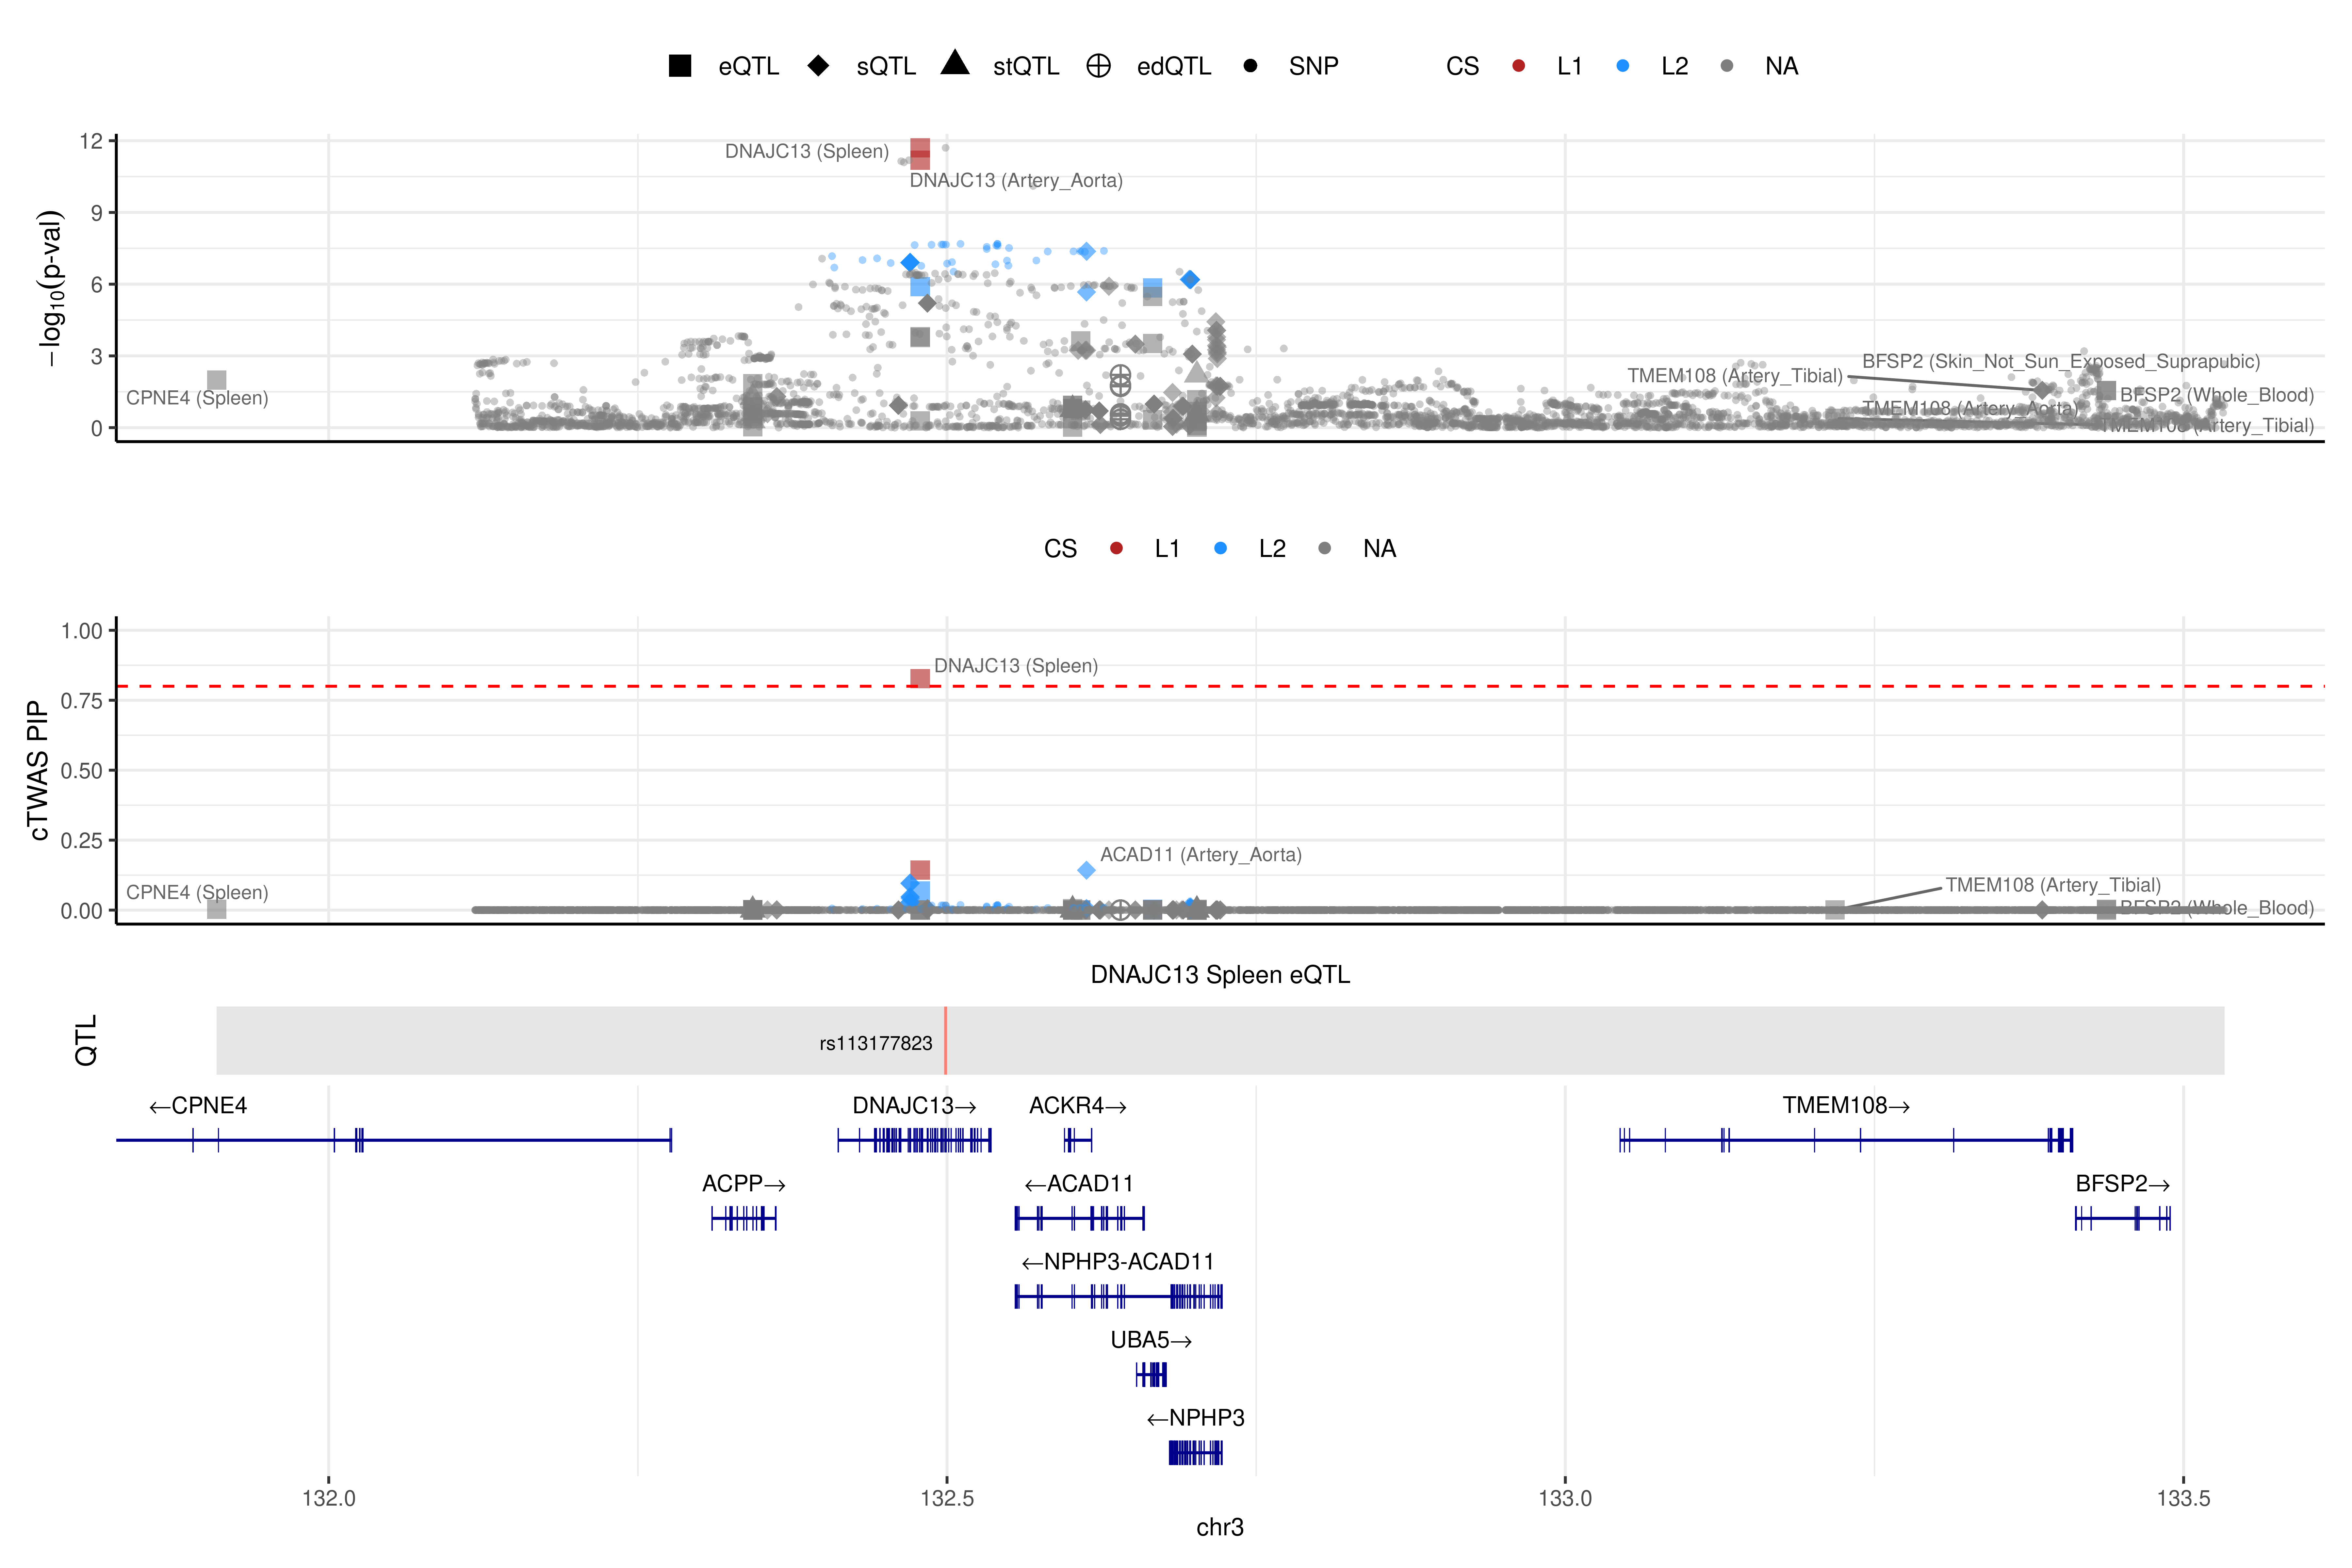 eQTL sQTL stQTL edQTL SNP CS L1 L2 NA
12
9
6
3
0
−log10(p-val)
DNAJC13 (Spleen)
DNAJC13 (Artery_Aorta)
CPNE4 (Spleen)
BFSP2 (Skin_Not_Sun_Exposed_Suprapubic)
TMEM108 (Artery_Tibial)
BFSP2 (Whole_Blood)
TMEM108 (Artery_Aorta)
TMEM108 (Artery_Tibial)
CS L1 L2 NA
1.00
0.75
0.50
0.25
0.00
cTWAS PIP
DNAJC13 (Spleen)
ACAD11 (Artery_Aorta)
CPNE4 (Spleen)
TMEM108 (Artery_Tibial)
BFSP2 (Whole_Blood)
DNAJC13 Spleen eQTL
QTL
rs113177823
←CPNE4 DNAJC13→ ACKR4→ TMEM108→
ACPP→ ←ACAD11 BFSP2→
←NPHP3-ACAD11
UBA5→
←NPHP3
132.0 132.5 133.0 133.5
chr3